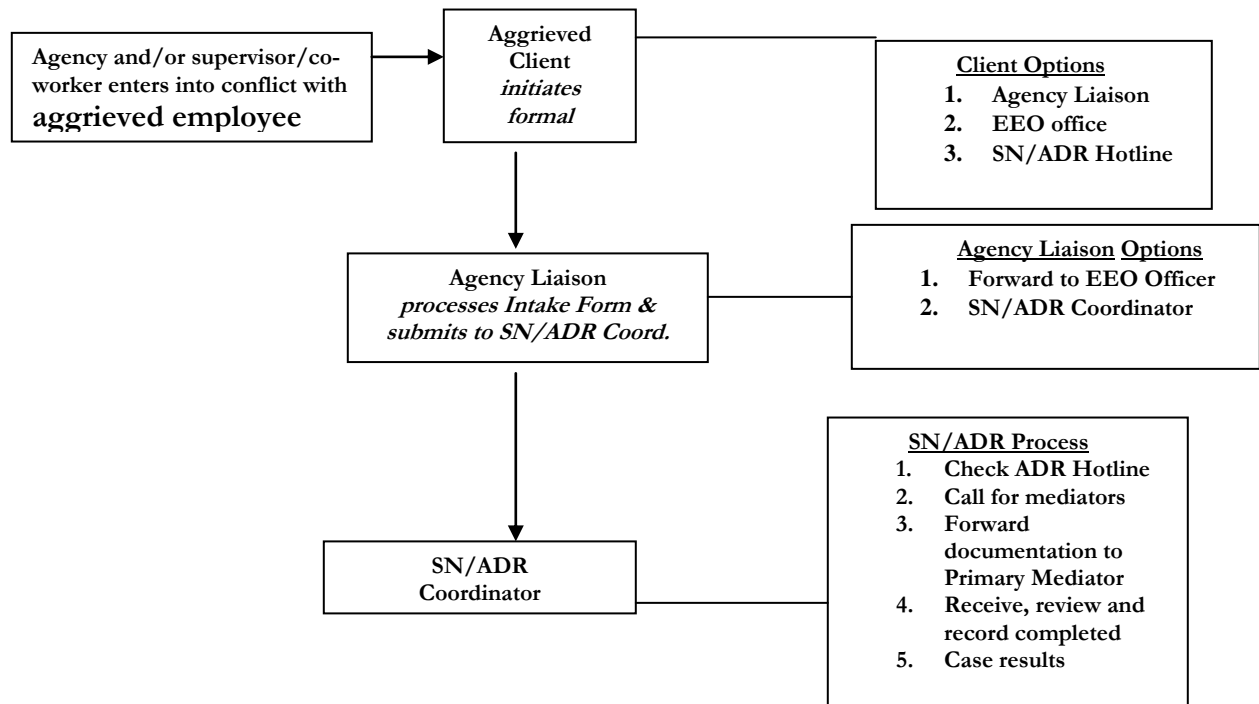 Agency and/or supervisor/co-
worker enters into conflict with
aggrieved employee
Aggrieved
Client
initiates
formal
Client Options
1. Agency Liaison
2. EEO office
3. SN/ADR Hotline
Agency Liaison
processes Intake Form &
submits to SN/ADR Coord.
Agency Liaison Options
1. Forward to EEO Officer
2. SN/ADR Coordinator
SN/ADR
Coordinator
SN/ADR Process
1. Check ADR Hotline
2. Call for mediators
3. Forward
documentation to
Primary Mediator
4. Receive, review and
record completed
5. Case results